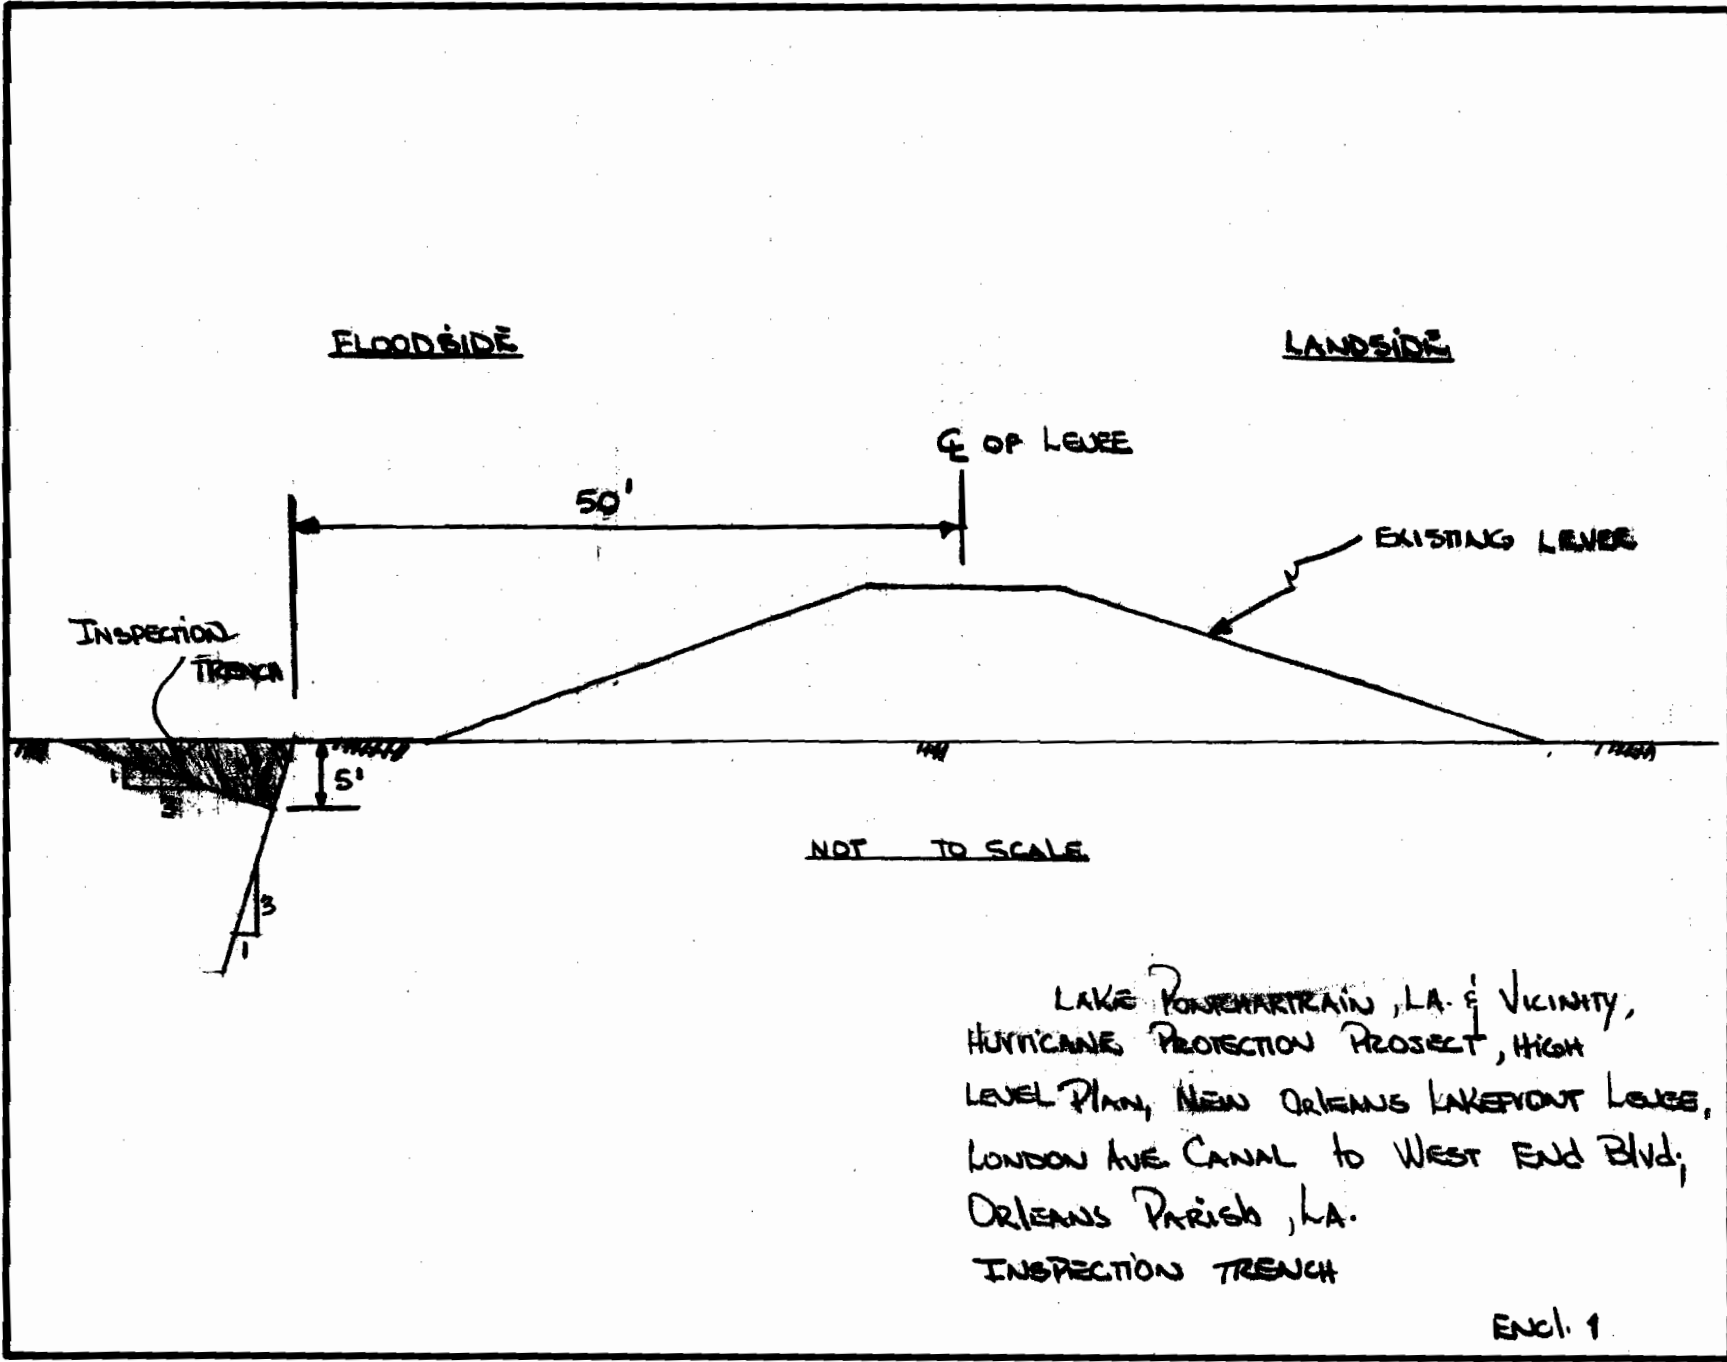 FLOODSIDE
LANDSIDE
℄ OF LEVEE
50'
EXISTING LEVEE
INSPECTION
TRENCH
1
5'
3
1
NOT TO SCALE
LAKE PONTCHARTRAIN, LA. & VICINITY,
HURRICANE PROTECTION PROJECT, HIGH
LEVEL PLAN, NEW ORLEANS LAKEFRONT LEVEE,
LONDON AVE. CANAL to WEST END Blvd;
ORLEANS PARISh, LA.
INSPECTION TRENCH
ENCl. 1